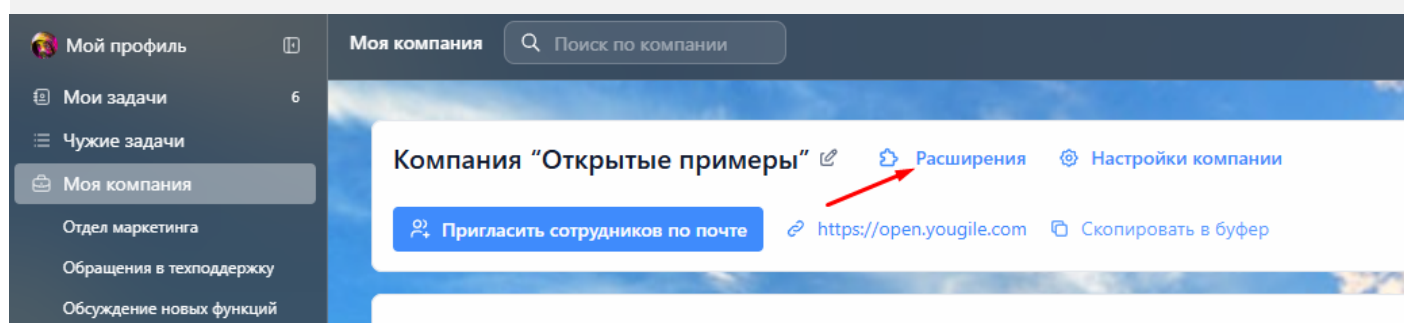 Мой профиль
Мои задачи 6
Чужие задачи
Моя компания
Отдел маркетинга
Обращения в техподдержку
Обсуждение новых функций
Моя компания Поиск по компании
Компания “Открытые примеры” Расширения Настройки компании
Пригласить сотрудников по почте https://open.yougile.com Скопировать в буфер